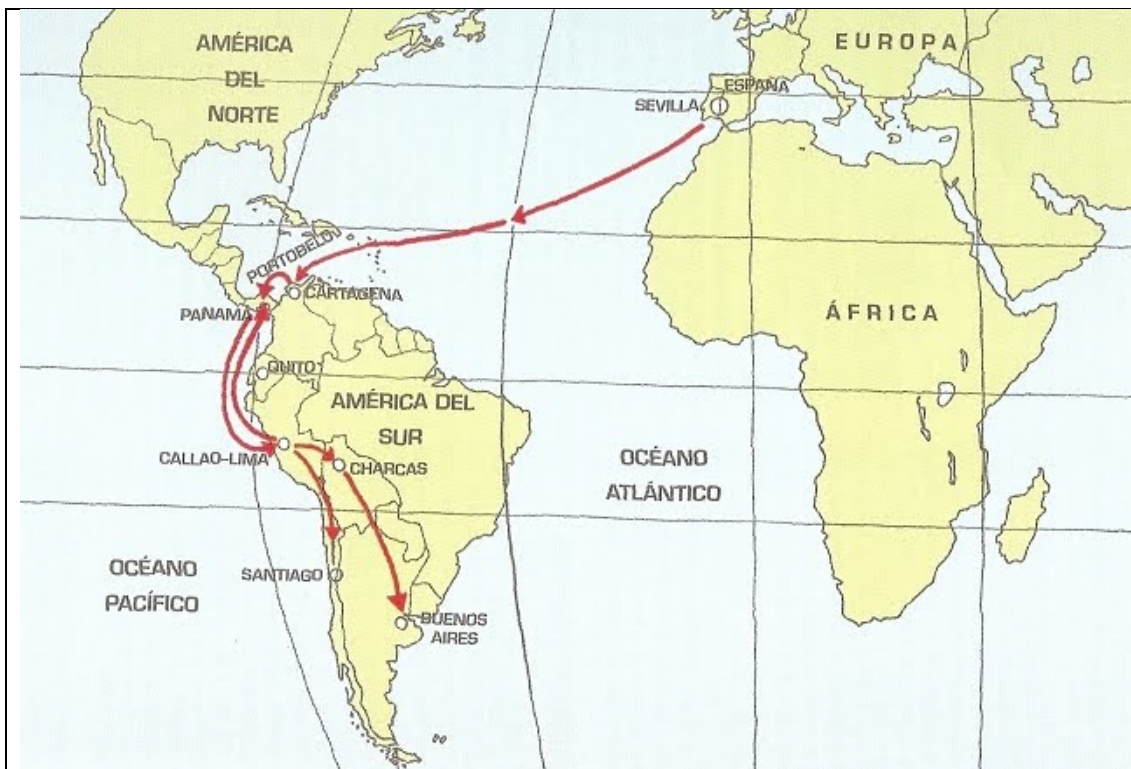 AMÉRICA
DEL
NORTE
EUROPA
ESPAÑA
SEVILLA
PORTOBELO
CARTAGENA
PANAMA
ÁFRICA
QUITO
AMÉRICA DEL
SUR
CALLAO-LIMA
CHARCAS
OCÉANO
ATLÁNTICO
OCÉANO
PACÍFICO
SANTIAGO
BUENOS
AIRES